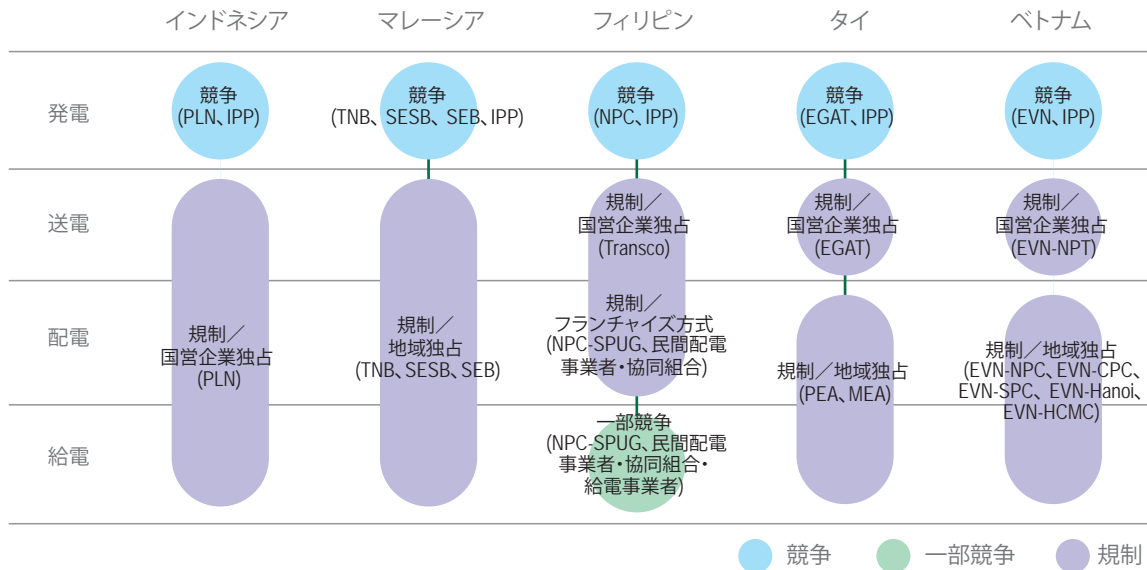 インドネシア マレーシア フィリピン タイ ベトナム
発電
競争
(PLN、IPP)
競争
(TNB、 SESB、 SEB、IPP)
競争
(NPC、IPP)
競争
(EGAT、IPP)
競争
(EVN、IPP)
送電
規制／
国営企業独占
(Transco)
規制／
国営企業独占
(EGAT)
規制／
国営企業独占
(EVN-NPT)
配電
規制／
国営企業独占
(PLN)
規制／
地域独占
(TNB、SESB、SEB)
規制／
フランチャイズ方式
(NPC-SPUG、民間配電
事業者・協同組合)
規制／地域独占
(PEA、MEA)
規制／地域独占
(EVN-NPC、EVN-CPC、
EVN-SPC、 EVN-Hanoi、
EVN-HCMC)
給電
一部競争
(NPC-SPUG、民間配電
事業者・協同組合・
給電事業者)
競争 一部競争 規制